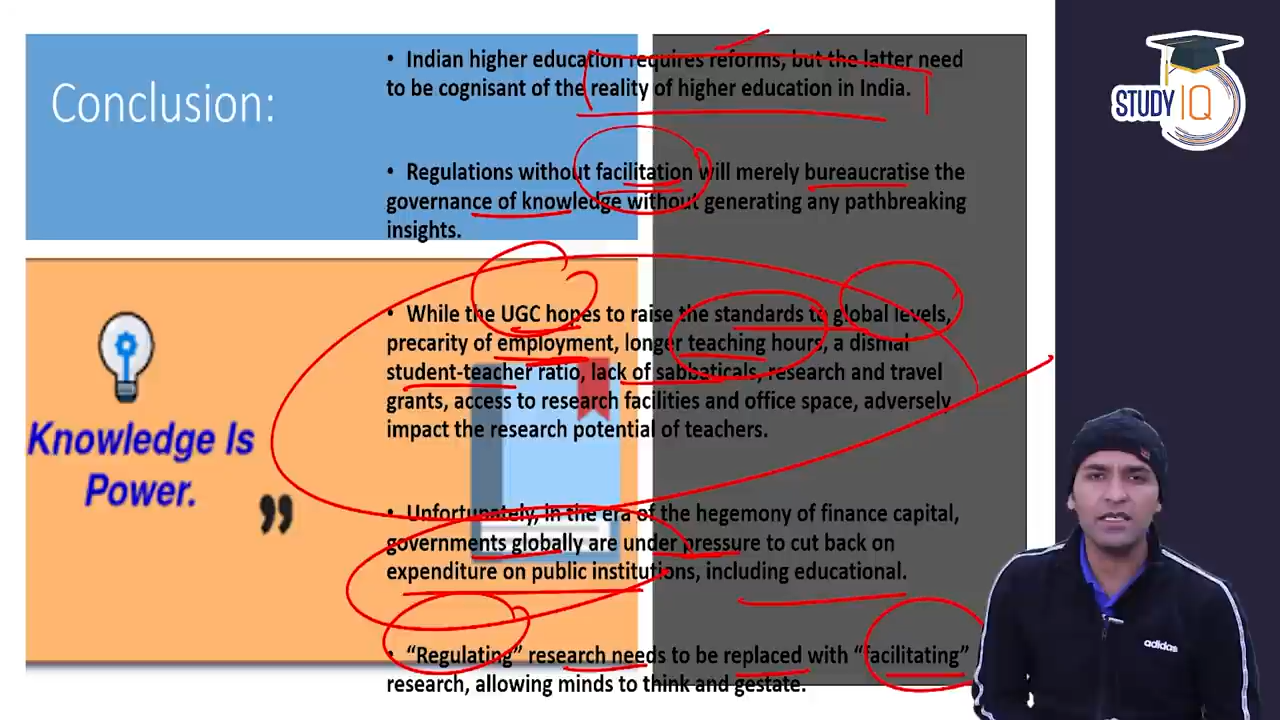 Conclusion:
• Indian higher education requires reforms, but the latter need
to be cognisant of the reality of higher education in India.
• Regulations without facilitation will merely bureaucratise the
governance of knowledge without generating any pathbreaking
insights.
• While the UGC hopes to raise the standards to global levels,
precarity of employment, longer teaching hours, a dismal
student-teacher ratio, lack of sabbaticals, research and travel
grants, access to research facilities and office space, adversely
impact the research potential of teachers.
• Unfortunately, in the era of the hegemony of finance capital,
governments globally are under pressure to cut back on
expenditure on public institutions, including educational.
• “Regulating” research needs to be replaced with “facilitating”
research, allowing minds to think and gestate.
Knowledge Is
Power.
”
STUDY IQ
adidas